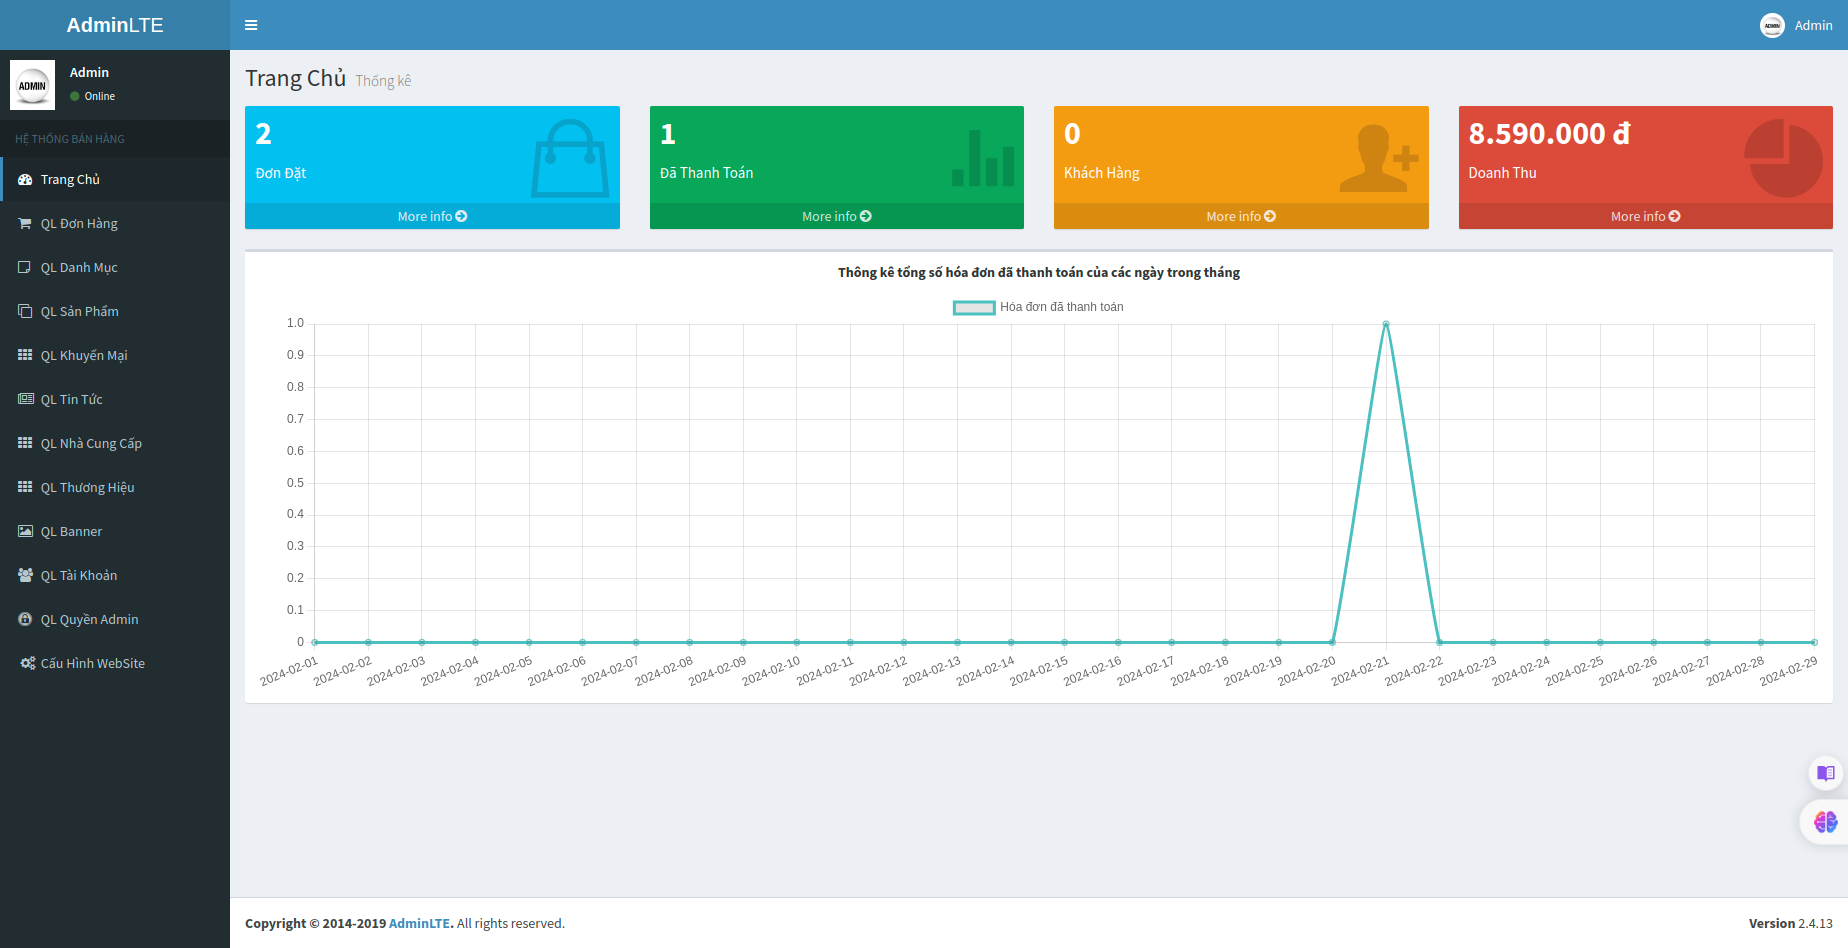 AdminLTE
Admin
ADMIN
Admin
Online
HỆ THỐNG BÁN HÀNG
Trang Chủ
QL Đơn Hàng
QL Danh Mục
QL Sản Phẩm
QL Khuyến Mại
QL Tin Tức
QL Nhà Cung Cấp
QL Thương Hiệu
QL Banner
QL Tài Khoản
QL Quyền Admin
Cấu Hình WebSite
Trang Chủ Thống kê
2
Đơn Đặt
More info
1
Đã Thanh Toán
More info
0
Khách Hàng
More info
8.590.000 đ
Doanh Thu
More info
Thông kê tổng số hóa đơn đã thanh toán của các ngày trong tháng
Hóa đơn đã thanh toán
1.0
0.9
0.8
0.7
0.6
0.5
0.4
0.3
0.2
0.1
0
2024-02-01
2024-02-02
2024-02-03
2024-02-04
2024-02-05
2024-02-06
2024-02-07
2024-02-08
2024-02-09
2024-02-10
2024-02-11
2024-02-12
2024-02-13
2024-02-14
2024-02-15
2024-02-16
2024-02-17
2024-02-18
2024-02-19
2024-02-20
2024-02-21
2024-02-22
2024-02-23
2024-02-24
2024-02-25
2024-02-26
2024-02-27
2024-02-28
2024-02-29
Copyright © 2014-2019 AdminLTE. All rights reserved.
Version 2.4.13